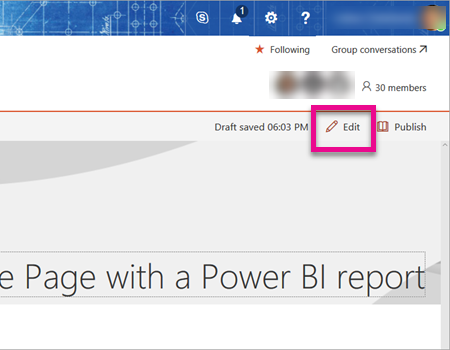 1
?
Following Group conversations
30 members
Draft saved 06:03 PM Edit Publish
e Page with a Power BI report